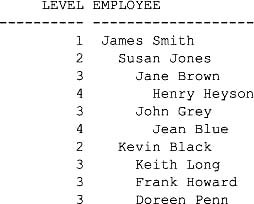 LEVEL EMPLOYEE
---------- -------------------
         1  James Smith
         2    Susan Jones
         3      Jane Brown
         4        Henry Heyson
         3      John Grey
         4        Jean Blue
         2    Kevin Black
         3      Keith Long
         3      Frank Howard
         3      Doreen Penn